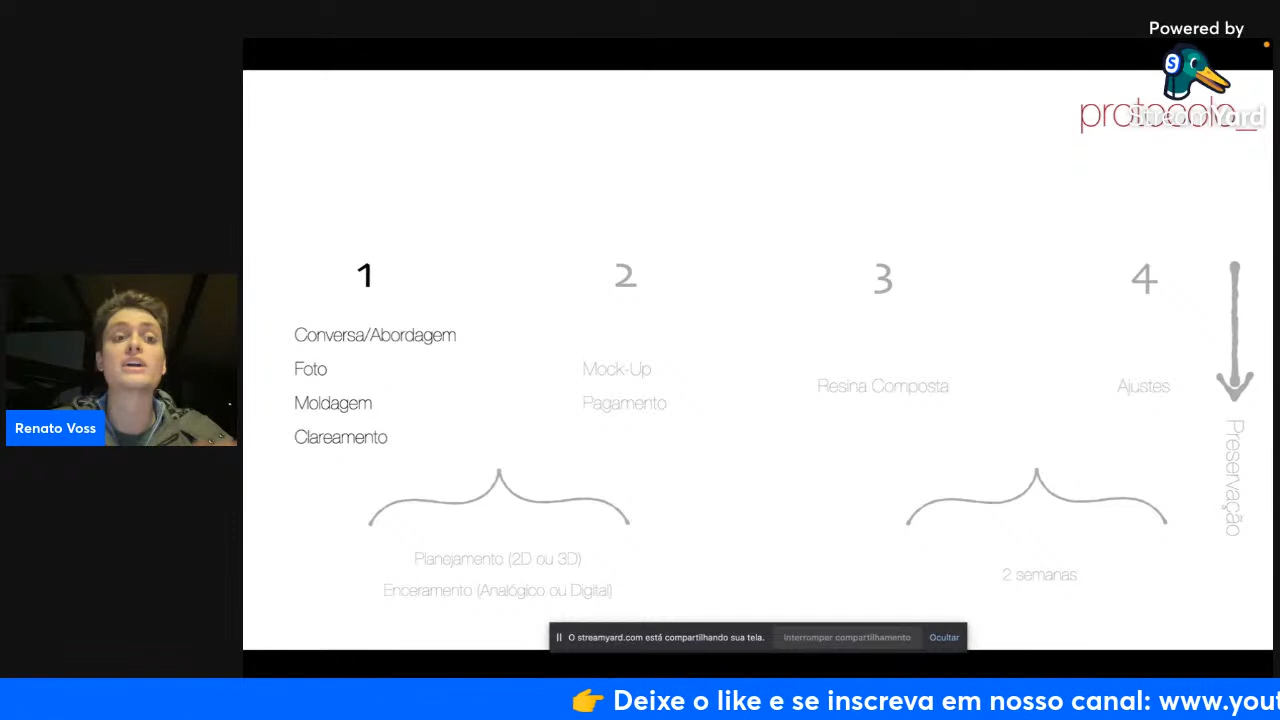 Powered by
StreamYard
protocolo_
1
2
3
4
Conversa/Abordagem
Foto
Moldagem
Clareamento
Mock-Up
Pagamento
Resina Composta
Ajustes
Preservação
Planejamento (2D ou 3D)
Enceramento (Analógico ou Digital)
2 semanas
Renato Voss
O streamyard.com está compartilhando sua tela.
Interromper compartilhamento
Ocultar
👉 Deixe o like e se inscreva em nosso canal: www.yout